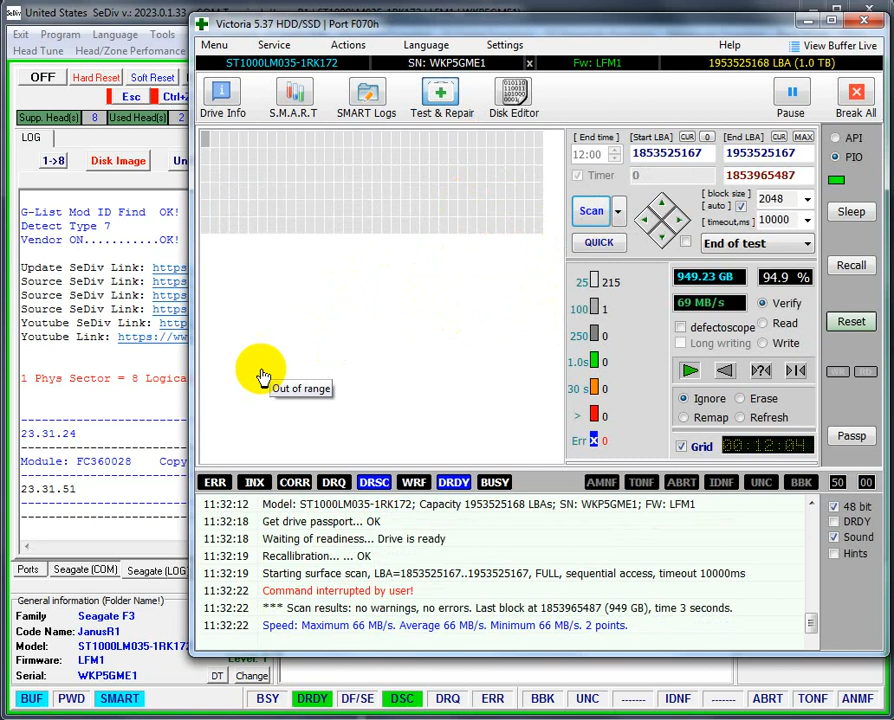 United States SeDiv v.: 2023.0.1.33
Exit Program Language Tools
Head Tune Head/Zone Perfomance
OFF Hard Reset Soft Reset
Esc Ctrl+
Supp. Head(s) 8 Used Head(s) 2
LOG
1->8 Disk Image
G-List Mod ID Find OK!
Detect Type 7
Vendor ON...........OK!
Update SeDiv Link: https
Source SeDiv Link: https
Source SeDiv Link: https
Source SeDiv Link: https
Youtube SeDiv Link: http
Youtube Link: https://ww
1 Phys Sector = 8 Logica
23.31.24
Module: FC360028 Copy
23.31.51
Ports Seagate (COM) Seagate (LOG
General information (Folder Name!)
Family Seagate F3
Code Name: JanusR1
Model: ST1000LM035-1RK172
Firmware: LFM1
Serial: WKP5GME1
DT Change
BUF PWD SMART BSY DRDY DF/SE DSC DRQ ERR BBK UNC ------- IDNF ------- ABRT TONF ANMF
Victoria 5.37 HDD/SSD | Port F070h
Menu Service Actions Language Settings Help View Buffer Live
ST1000LM035-1RK172 SN: WKP5GME1 x Fw: LFM1 1953525168 LBA (1.0 TB)
Drive Info S.M.A.R.T SMART Logs Test & Repair Disk Editor Pause Break All
Out of range
[ End time ] [Start LBA] CUR 0 [End LBA] CUR MAX
12:00 1853525167 1953525167
Timer 0 1853965487
[ block size ] 2048
[ auto ]
[ timeout,ms ] 10000
Scan
QUICK End of test
25 215
100 1
250 0
1.0s 0
30 s 0
> 0
Err x 0
949.23 GB 94.9 %
69 MB/s Verify
defectoscope Read
Long writing Write
Ignore Erase
Remap Refresh
Grid 00:12:04
API
PIO
Sleep
Recall
Reset
Passp
ERR INX CORR DRQ DRSC WRF DRDY BUSY AMNF TONF ABRT IDNF UNC BBK 50 00
11:32:12 Model: ST1000LM035-1RK172; Capacity 1953525168 LBAs; SN: WKP5GME1; FW: LFM1
11:32:18 Get drive passport... OK
11:32:18 Waiting of readiness... Drive is ready
11:32:19 Recallibration... ... OK
11:32:19 Starting surface scan, LBA=1853525167..1953525167, FULL, sequential access, timeout 10000ms
11:32:22 Command interrupted by user!
11:32:22 *** Scan results: no warnings, no errors. Last block at 1853965487 (949 GB), time 3 seconds.
11:32:22 Speed: Maximum 66 MB/s. Average 66 MB/s. Minimum 66 MB/s. 2 points.
48 bit
DRDY
Sound
Hints